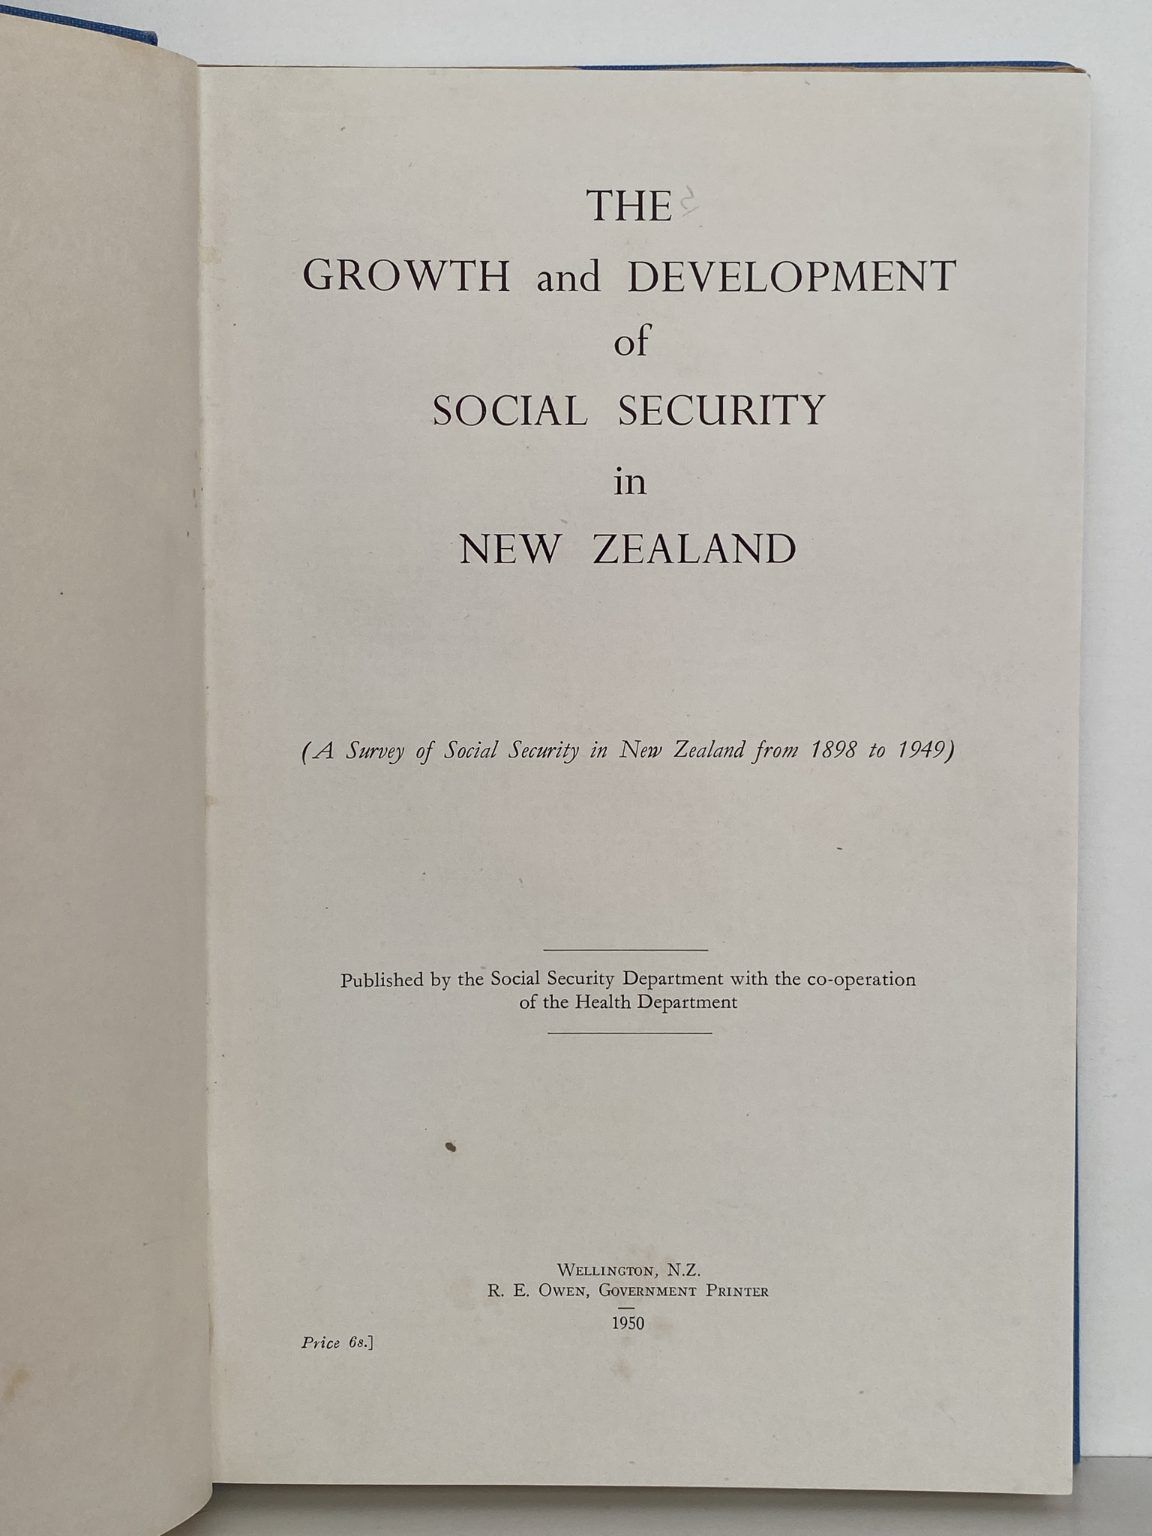 THE
GROWTH and DEVELOPMENT
of
SOCIAL SECURITY
in
NEW ZEALAND
(A Survey of Social Security in New Zealand from 1898 to 1949)
Published by the Social Security Department with the co-operation
of the Health Department
WELLINGTON, N.Z.
R. E. OWEN, GOVERNMENT PRINTER
1950
Price 6s.]